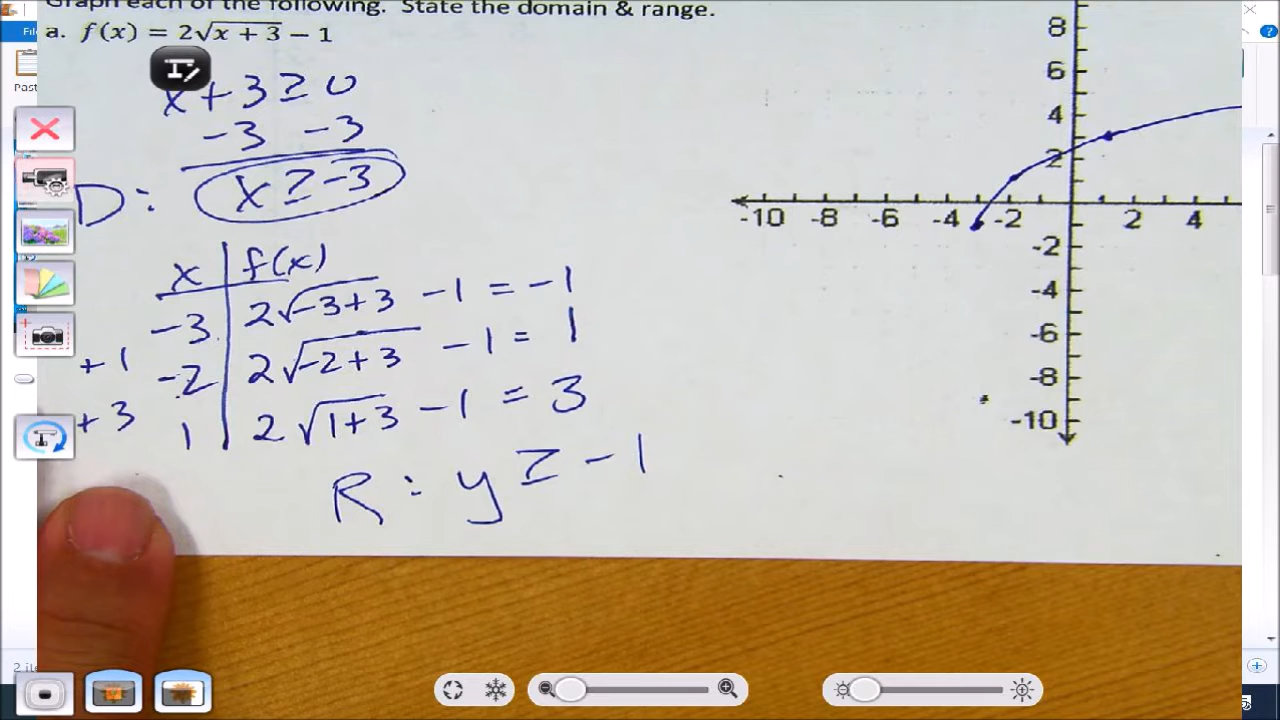 Graph each of the following. State the domain & range.
a. f(x) = 2√(x + 3) − 1
x + 3 ≥ 0
-3 -3
D: x ≥ -3
x f(x)
-3 2√(-3+3) -1 = -1
+1
-2 2√(-2+3) -1 = 1
+3
1 2√(1+3) -1 = 3
R: y ≥ -1
8
6
4
2
-10 -8 -6 -4 -2 2 4
-2
-4
-6
-8
-10
Past